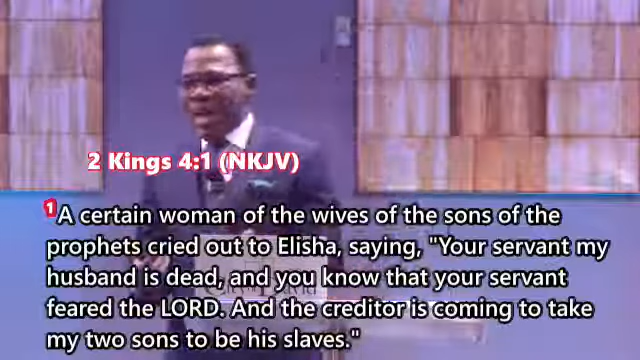 2 Kings 4:1 (NKJV)
1 A certain woman of the wives of the sons of the
prophets cried out to Elisha, saying, "Your servant my
husband is dead, and you know that your servant
feared the LORD. And the creditor is coming to take
my two sons to be his slaves."